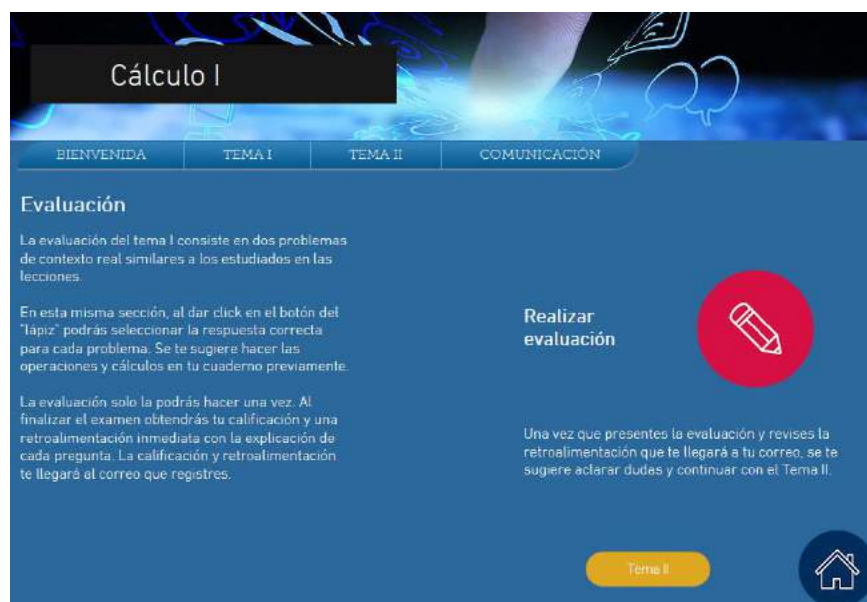 Cálculo I
BIENVENIDA
TEMA I
TEMA II
COMUNICACIÓN
Evaluación
La evaluación del tema I consiste en dos problemas
de contexto real similares a los estudiados en las
lecciones.
En esta misma sección, al dar click en el botón del
"lápiz" podrás seleccionar la respuesta correcta
para cada problema. Se te sugiere hacer las
operaciones y cálculos en tu cuaderno previamente.
La evaluación solo la podrás hacer una vez. Al
finalizar el examen obtendrás tu calificación y una
retroalimentación inmediata con la explicación de
cada pregunta. La calificación y retroalimentación
te llegará al correo que registres.
Realizar
evaluación
Una vez que presentes la evaluación y revises la
retroalimentación que te llegará a tu correo, se te
sugiere aclarar dudas y continuar con el Tema II.
Tema II